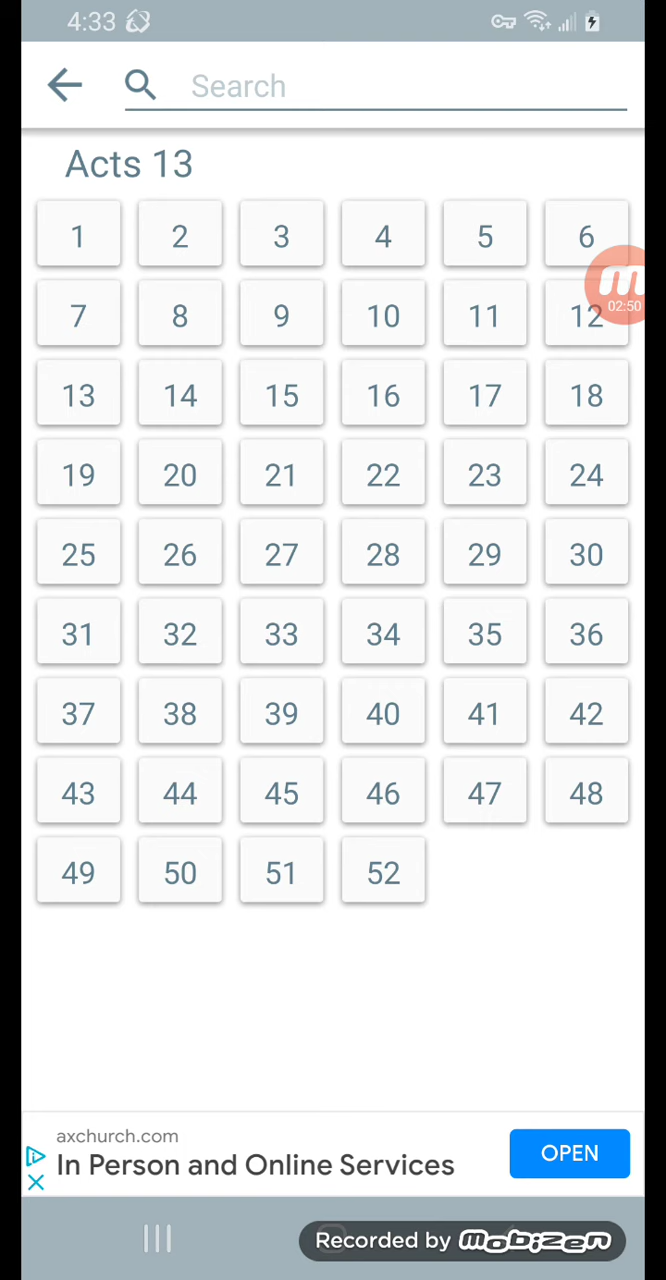 4:33
Search
Acts 13
1 2 3 4 5 6
7 8 9 10 11 12
13 14 15 16 17 18
19 20 21 22 23 24
25 26 27 28 29 30
31 32 33 34 35 36
37 38 39 40 41 42
43 44 45 46 47 48
49 50 51 52
m
02:50
axchurch.com
In Person and Online Services
OPEN
Recorded by mobizen